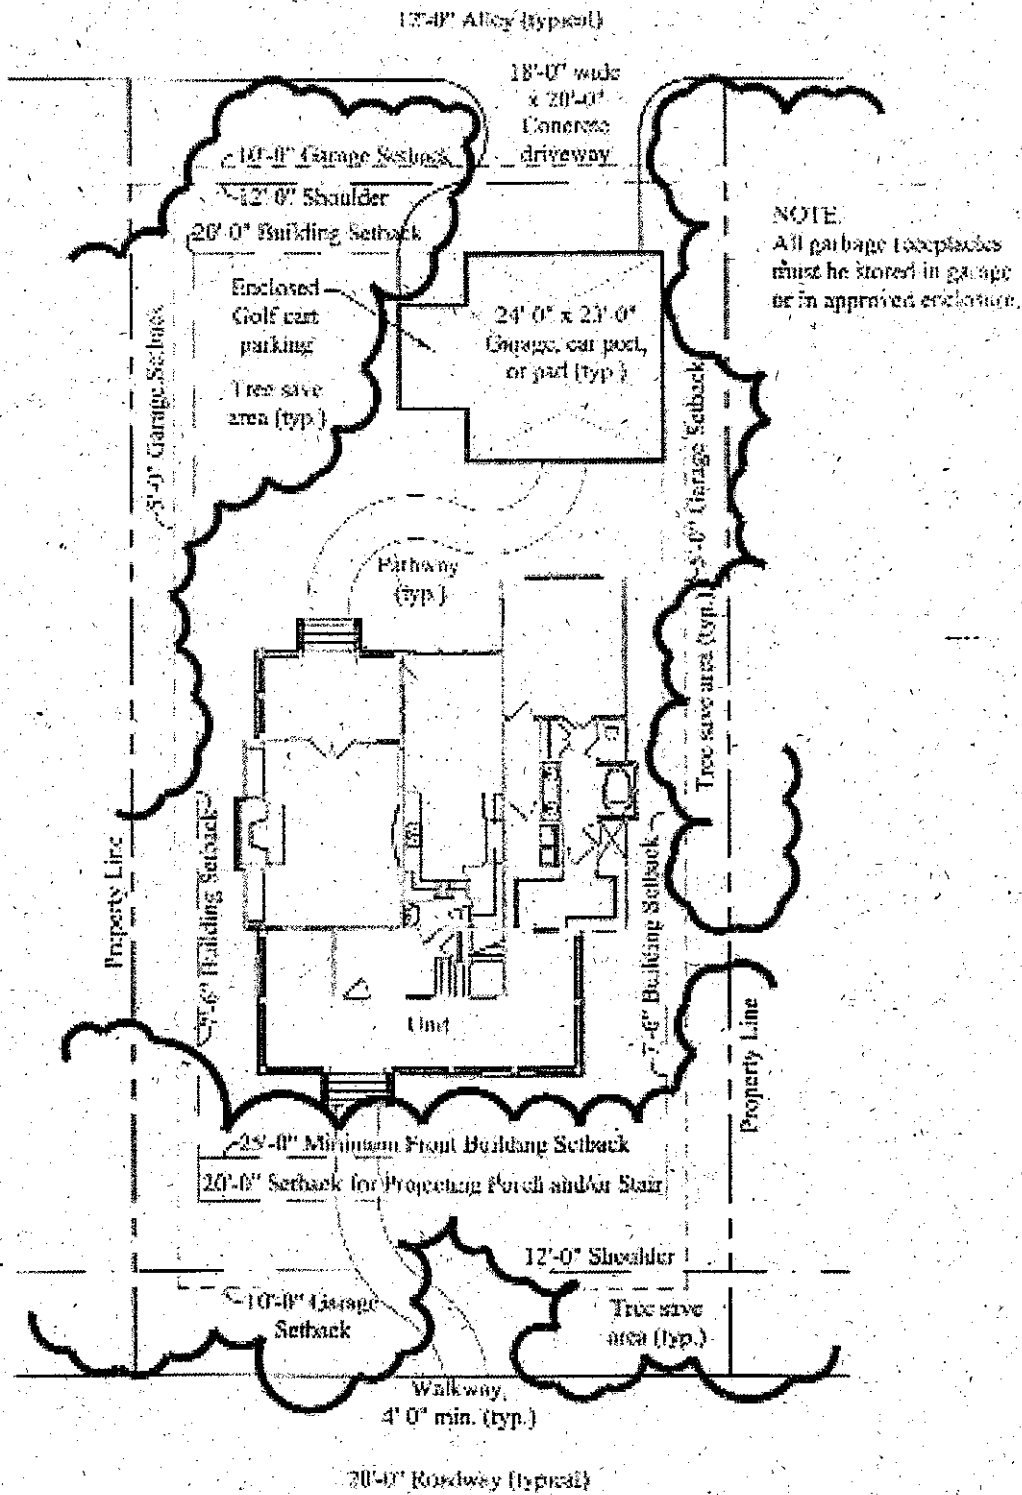 12'-0" Alley (typical)
18'-0" wide
x 20'-0"
Concrete
driveway
10'-0" Garage Setback
12'-0" Shoulder
20'-0" Building Setback
NOTE:
All garbage receptacles
must be stored in garage
or in approved enclosure.
Enclosed
Golf cart
parking
24'-0" x 23'-0"
Garage, car port,
or pad (typ.)
Tree save
area (typ.)
5'-0" Garage Setback
5'-0" Garage Setback
Pathway
(typ.)
Tree save area (typ.)
Property Line
Building Setback
7'-6" Building Setback
Property Line
Unit
25'-0" Minimum Front Building Setback
20'-0" Setback for Projecting Porch and/or Stair
12'-0" Shoulder
10'-0" Garage
Setback
Tree save
area (typ.)
Walkway,
4'-0" min. (typ.)
20'-0" Roadway (typical)